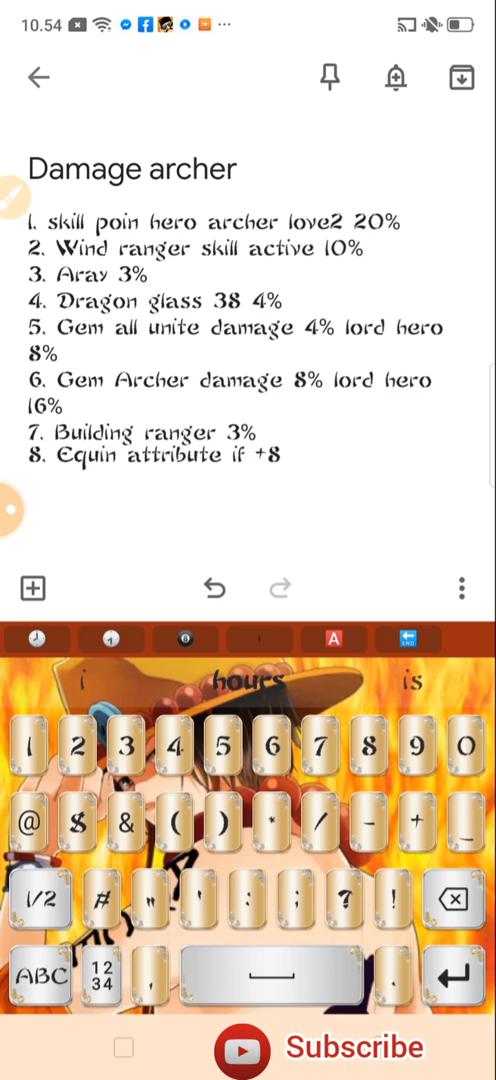 10.54
Damage archer
1. skill poin hero archer love2 20%
2. Wind ranger skill active 10%
3. Aray 3%
4. Dragon glass 38 4%
5. Gem all unite damage 4% lord hero
8%
6. Gem Archer damage 8% lord hero
16%
7. Building ranger 3%
8. Equin attribute if +8
A
END
i hours is
1 2 3 4 5 6 7 8 9 0
@ $ & ( ) * / - + _
1/2 # " ' : ; ? !
ABC 12 , .
34
Subscribe